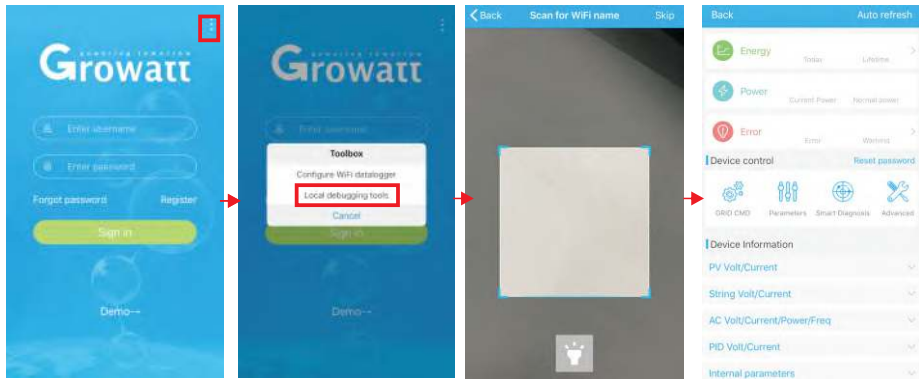 powering tomorrow
Growatt
Enter username
Enter password
Forgot password Register
Sign in
Demo--
Growatt
Enter username
Toolbox
Configure WiFi datalogger
Local debugging tools
Cancel
Sign in
Demo--
Back Scan for WiFi name Skip
Back Auto refresh
Energy
Today Lifetime
Power
Current Power Normal power
Error
Error Warning
Device control Reset password
GRID CMD Parameters Smart Diagnosis Advanced
Device Information
PV Volt/Current
String Volt/Current
AC Volt/Current/Power/Freq
PID Volt/Current
Internal parameters